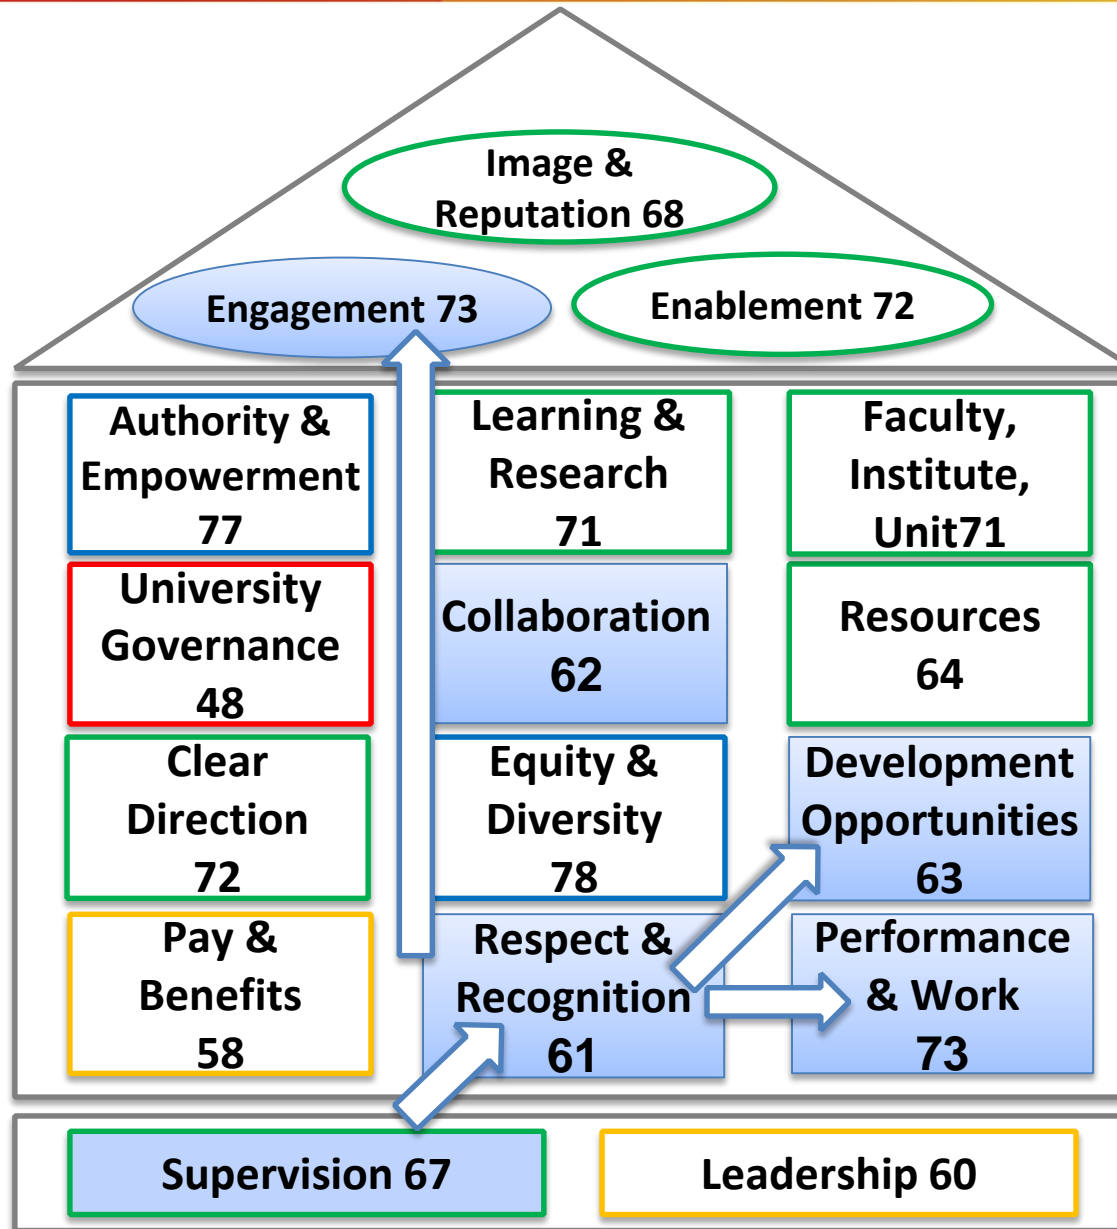 Image &
Reputation 68
Engagement 73
Enablement 72
Authority &
Empowerment
77
Learning &
Research
71
Faculty,
Institute,
Unit71
University
Governance
48
Collaboration
62
Resources
64
Clear
Direction
72
Equity &
Diversity
78
Development
Opportunities
63
Pay &
Benefits
58
Respect &
Recognition
61
Performance
& Work
73
Supervision 67
Leadership 60